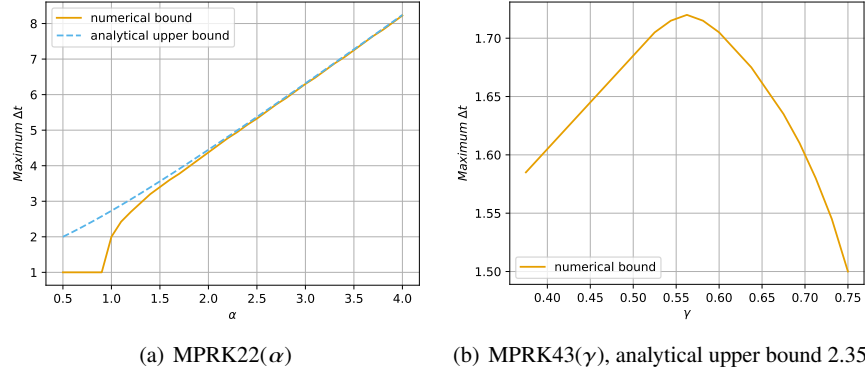 numerical bound
analytical upper bound
Maximum Δt
8
7
6
5
4
3
2
1
0.5 1.0 1.5 2.0 2.5 3.0 3.5 4.0
α
(a) MPRK22(α)
numerical bound
Maximum Δt
1.70
1.65
1.60
1.55
1.50
0.40 0.45 0.50 0.55 0.60 0.65 0.70 0.75
γ
(b) MPRK43(γ), analytical upper bound 2.35